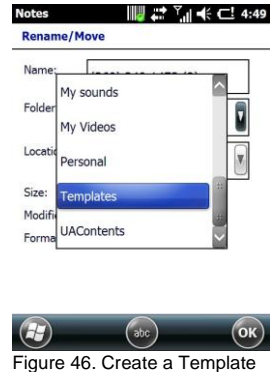 Notes 4:49
Rename/Move
Name:
My sounds
Folder
My Videos
Locatio
Personal
Size:
Templates
Modifi
UAContents
Forma
abc
OK
Figure 46. Create a Template